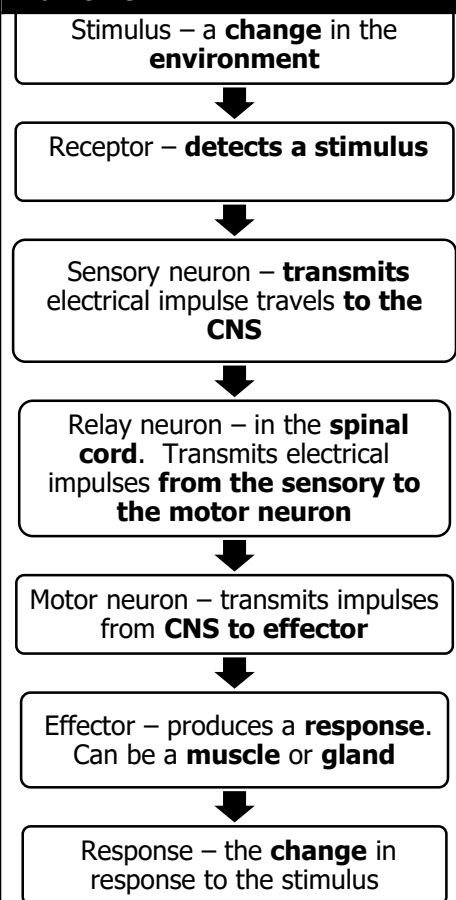 Stimulus – a change in the
environment
Receptor – detects a stimulus
Sensory neuron – transmits
electrical impulse travels to the
CNS
Relay neuron – in the spinal
cord.  Transmits electrical
impulses from the sensory to
the motor neuron
Motor neuron – transmits impulses
from CNS to effector
Effector – produces a response.
Can be a muscle or gland
Response – the change in
response to the stimulus